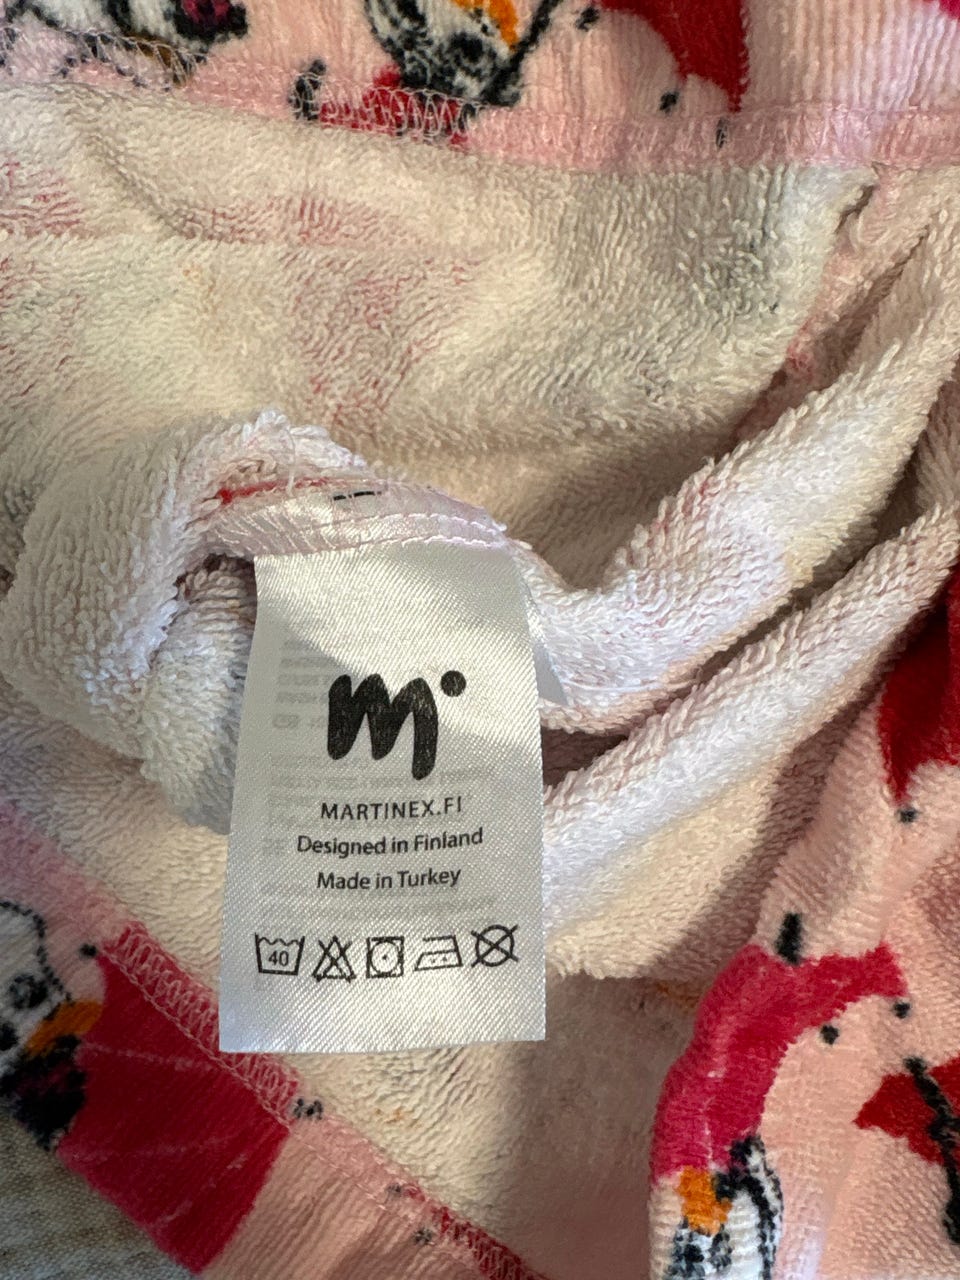 m
MARTINEX.FI
Designed in Finland
Made in Turkey
40